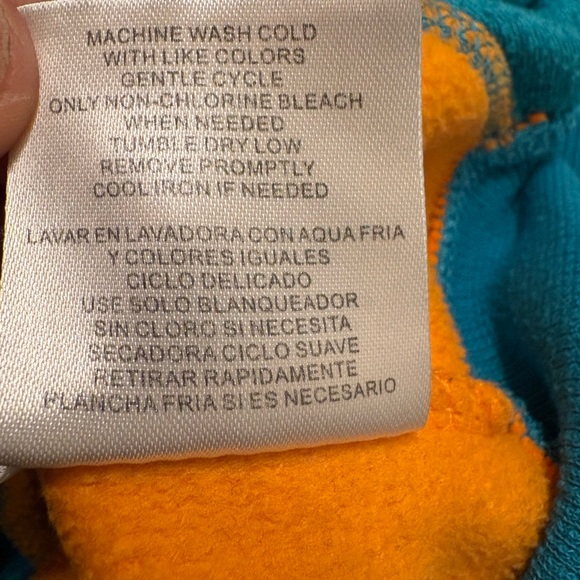 MACHINE WASH COLD
WITH LIKE COLORS
GENTLE CYCLE
ONLY NON-CHLORINE BLEACH
WHEN NEEDED
TUMBLE DRY LOW
REMOVE PROMPTLY
COOL IRON IF NEEDED
LAVAR EN LAVADORA CON AQUA FRIA
Y COLORES IGUALES
CICLO DELICADO
USE SOLO BLANQUEADOR
SIN CLORO SI NECESITA
SECADORA CICLO SUAVE
RETIRAR RAPIDAMENTE
PLANCHA FRIA SI ES NECESARIO